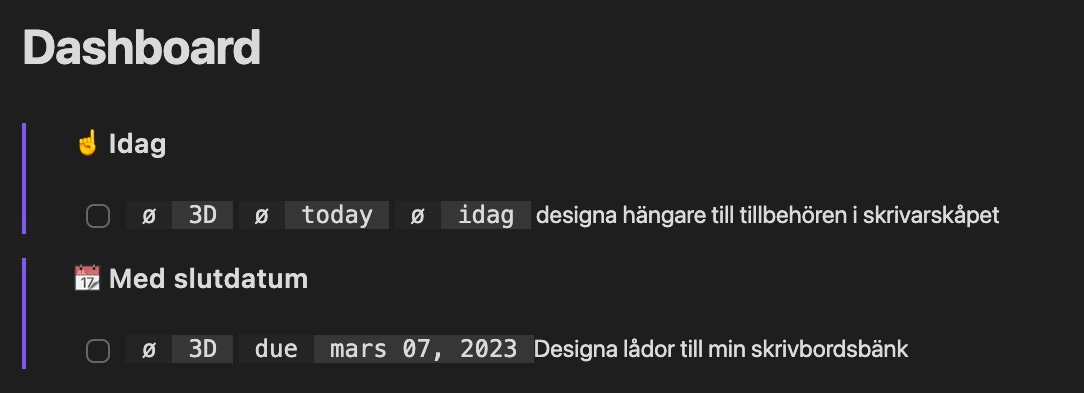 Dashboard
☝️ Idag
ø 3D ø today ø idag designa hängare till tillbehören i skrivarskåpet
📆 Med slutdatum
ø 3D due mars 07, 2023 Designa lådor till min skrivbordsbänk